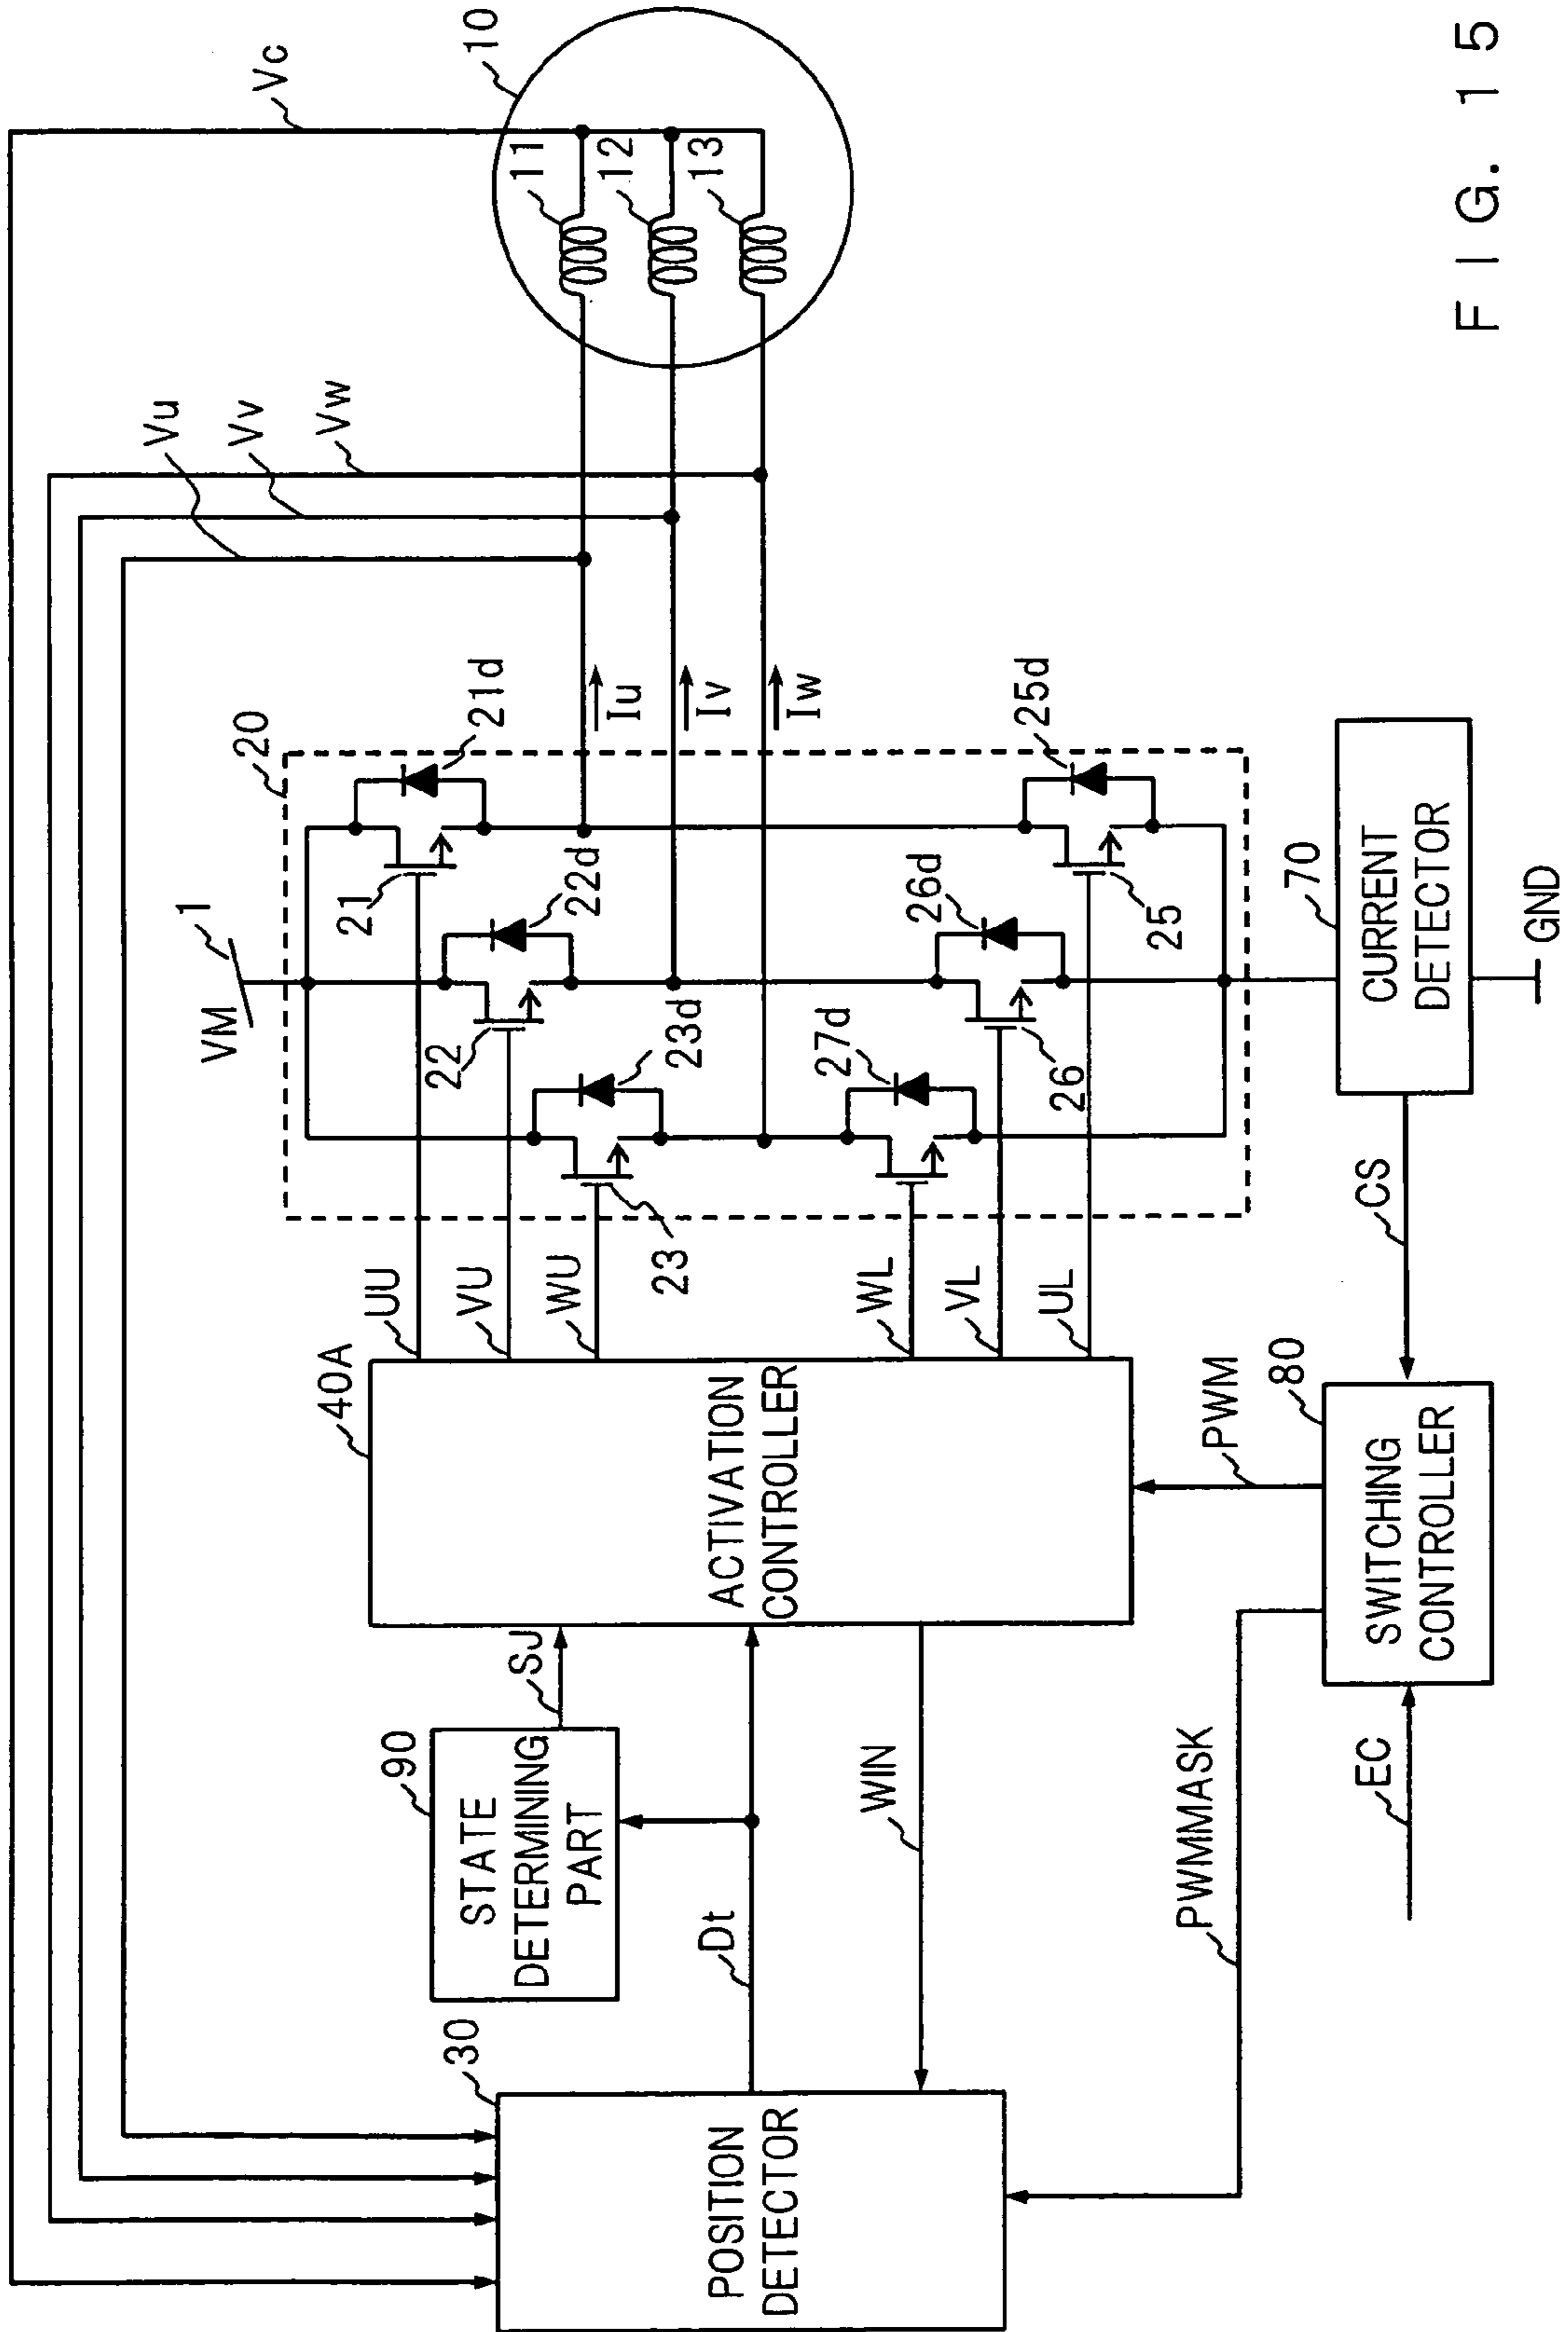 Vc
10
Vu
Vv
Vw
11
12
13
20
VM
1
21
21d
22
22d
23
23d
Iu
Iv
Iw
27d
26
26d
25
25d
40A
UU
VU
WU
WL
VL
UL
ACTIVATION
CONTROLLER
90
STATE
DETERMINING
PART
SJ
30
POSITION
DETECTOR
Dt
WIN
PWMMASK
PWM
80
SWITCHING
CONTROLLER
EC
CS
70
CURRENT
DETECTOR
GND
FIG. 15